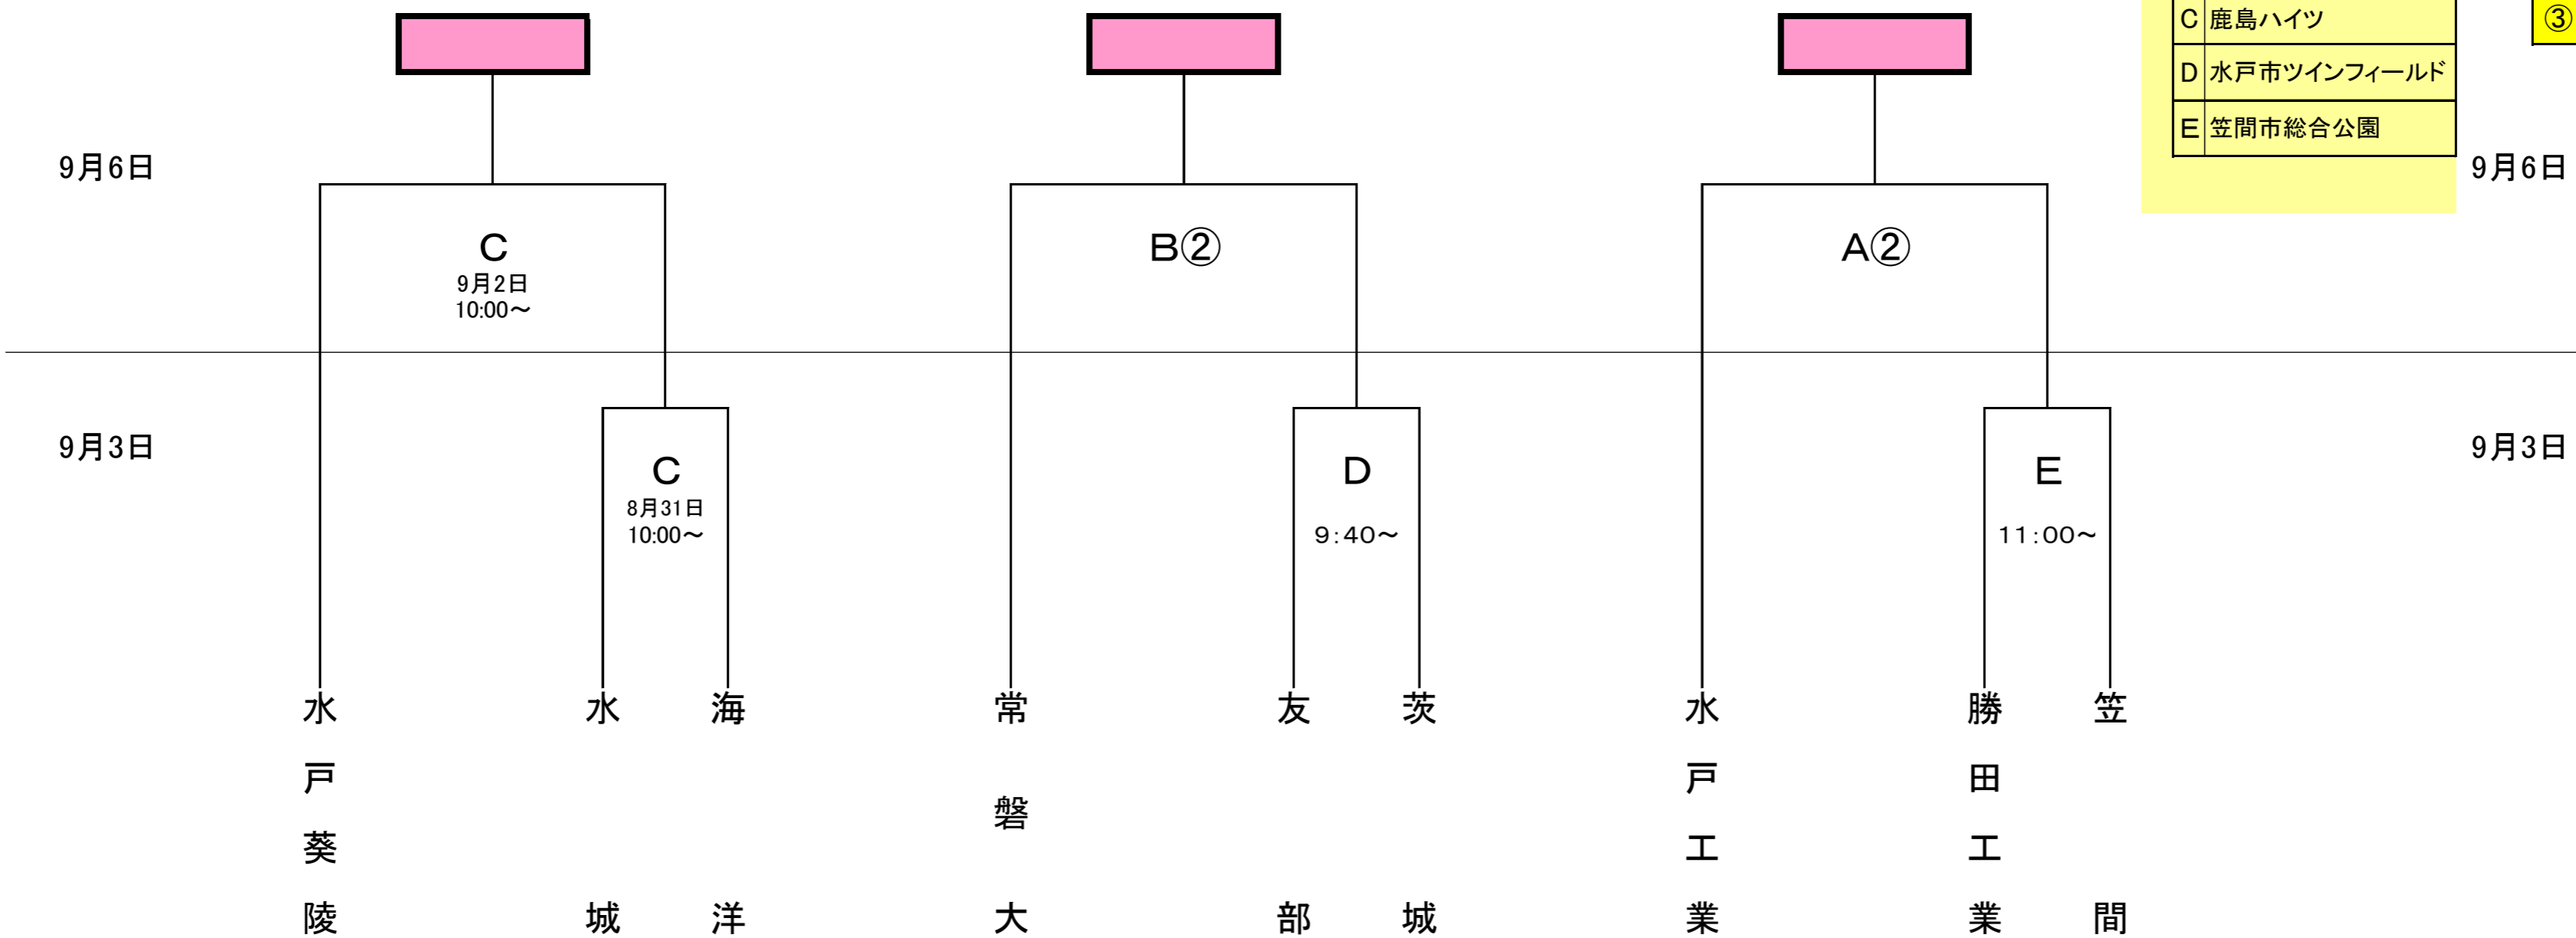 C 鹿島ハイツ
③
D 水戸市ツインフィールド
E 笠間市総合公園
9月6日
9月6日
C
9月2日
10:00～
B②
A②
9月3日
9月3日
C
8月31日
10:00～
D
9:40～
E
11:00～
水戸葵陵
水城
海洋
常磐大
友部
茨城
水戸工業
勝田工業
笠間